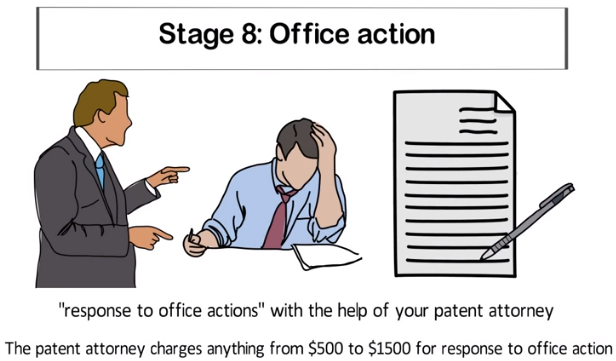 Stage 8: Office action
"response to office actions" with the help of your patent attorney
The patent attorney charges anything from $500 to $1500 for response to office action